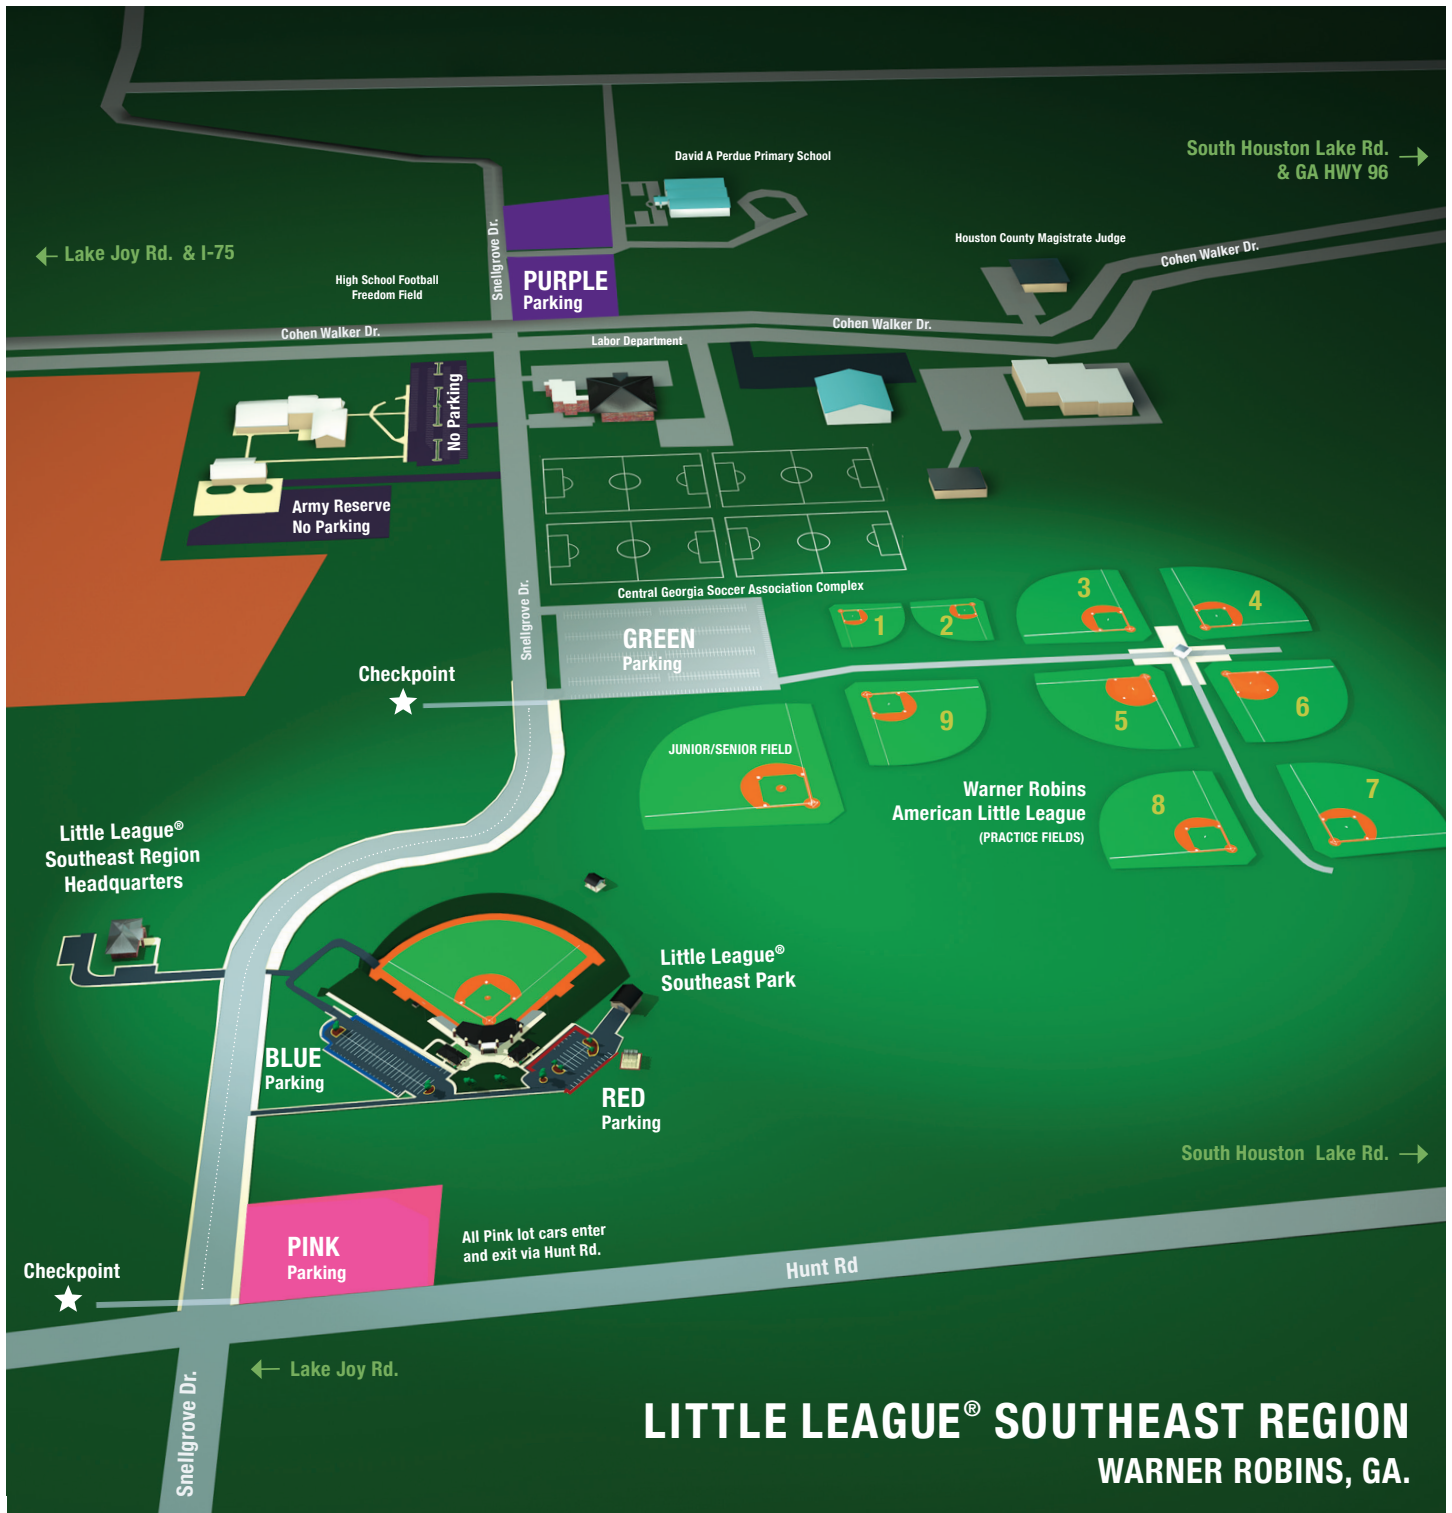 David A Perdue Primary School
South Houston Lake Rd.
& GA HWY 96
Lake Joy Rd. & I-75
Snellgrove Dr.
Houston County Magistrate Judge
Cohen Walker Dr.
High School Football
Freedom Field
PURPLE
Parking
Cohen Walker Dr.
Cohen Walker Dr.
Labor Department
No Parking
Army Reserve
No Parking
Central Georgia Soccer Association Complex
Snellgrove Dr.
GREEN
Parking
1
2
3
4
Checkpoint
5
6
9
JUNIOR/SENIOR FIELD
7
8
Warner Robins
American Little League
(PRACTICE FIELDS)
Little League®
Southeast Region
Headquarters
Little League®
Southeast Park
BLUE
Parking
RED
Parking
South Houston Lake Rd.
PINK
Parking
All Pink lot cars enter
and exit via Hunt Rd.
Hunt Rd
Checkpoint
Lake Joy Rd.
Snellgrove Dr.
LITTLE LEAGUE® SOUTHEAST REGION
WARNER ROBINS, GA.